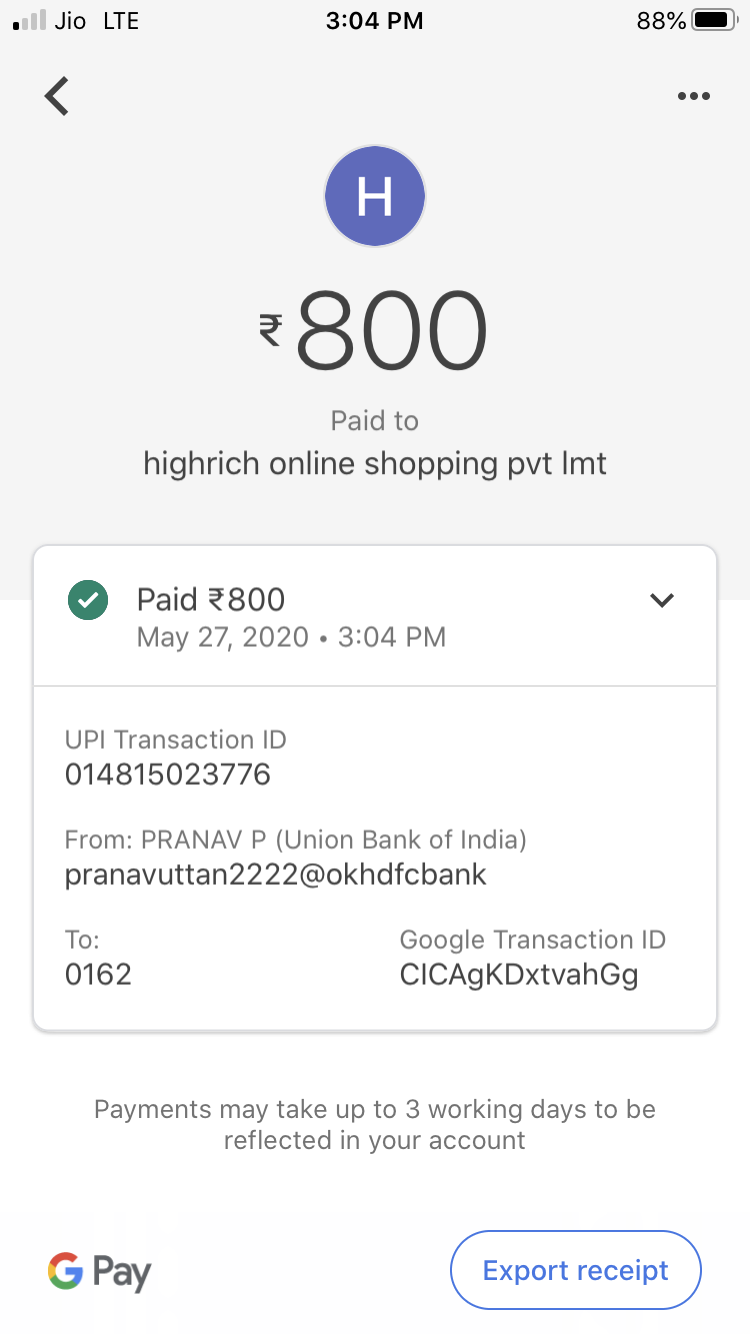 Jio LTE 3:04 PM 88%
H
₹800
Paid to
highrich online shopping pvt lmt
Paid ₹800
May 27, 2020 • 3:04 PM
UPI Transaction ID
014815023776
From: PRANAV P (Union Bank of India)
pranavuttan2222@okhdfcbank
To:
0162
Google Transaction ID
CICAgKDxtvahGg
Payments may take up to 3 working days to be
reflected in your account
G Pay
Export receipt